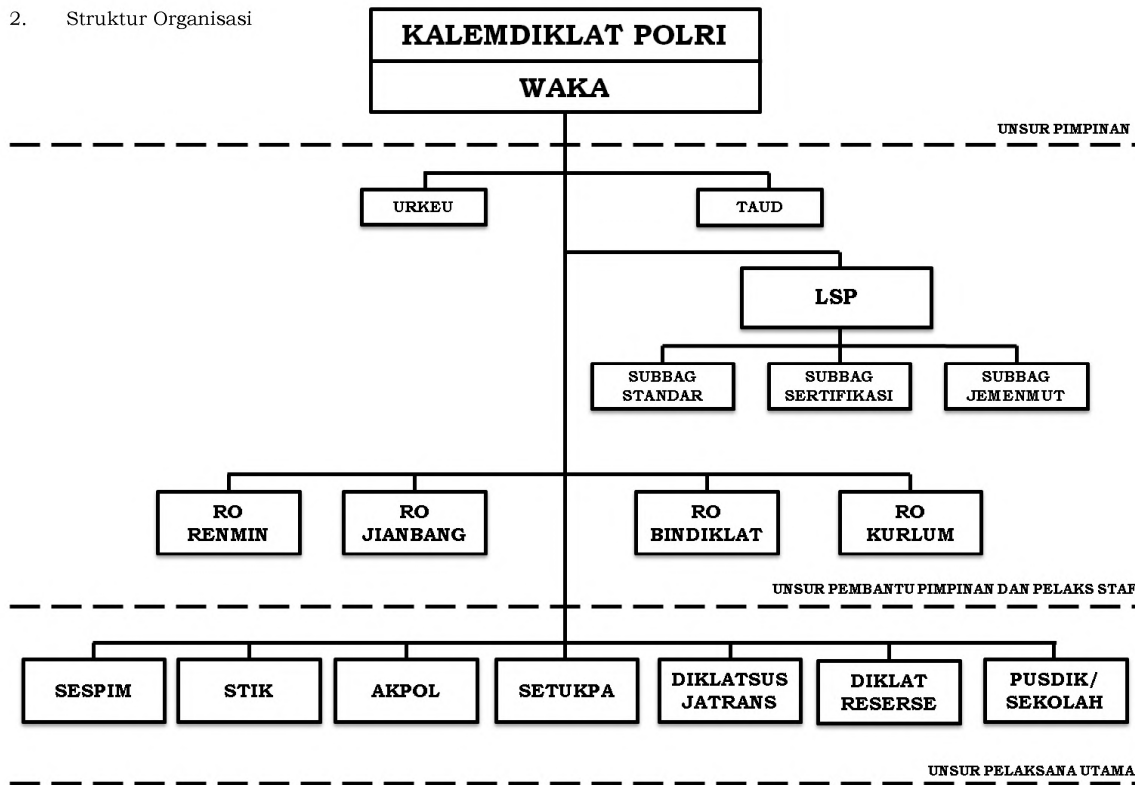 2. Struktur Organisasi
KALEMDIKLAT POLRI
WAKA
UNSUR PIMPINAN
URKEU
TAUD
LSP
SUBBAG
STANDAR
SUBBAG
SERTIFIKASI
SUBBAG
JEMENMUT
RO
RENMIN
RO
JIANBANG
RO
BINDIKLAT
RO
KURLUM
UNSUR PEMBANTU PIMPINAN DAN PELAKS STAF
SESPIM
STIK
AKPOL
SETUKPA
DIKLATSUS
JATRANS
DIKLAT
RESERSE
PUSDIK/
SEKOLAH
UNSUR PELAKSANA UTAMA